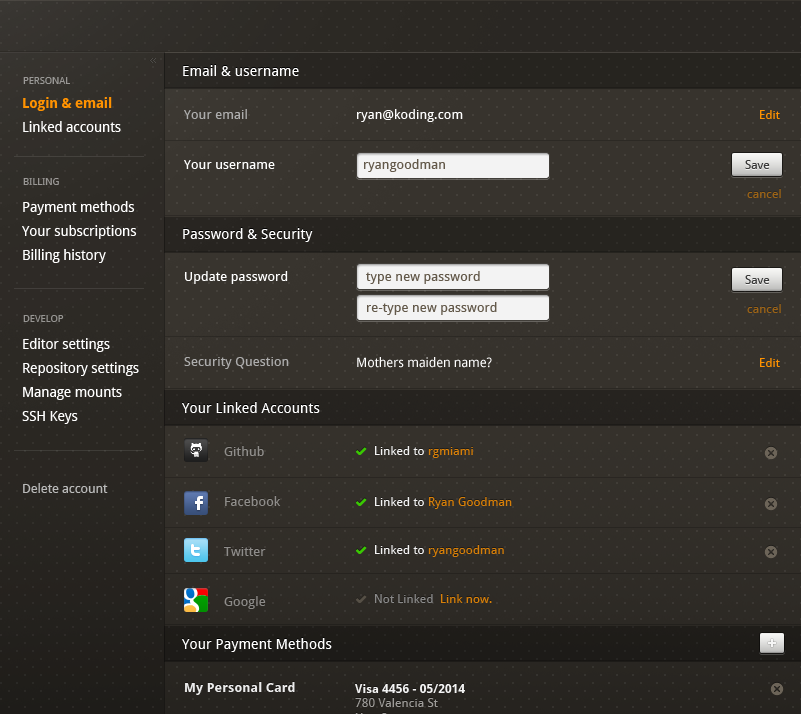 PERSONAL
Login & email
Linked accounts
BILLING
Payment methods
Your subscriptions
Billing history
DEVELOP
Editor settings
Repository settings
Manage mounts
SSH Keys
Delete account
Email & username
Your email ryan@koding.com Edit
Your username ryangoodman Save
cancel
Password & Security
Update password type new password Save
re-type new password cancel
Security Question Mothers maiden name? Edit
Your Linked Accounts
Github Linked to rgmiami
Facebook Linked to Ryan Goodman
Twitter Linked to ryangoodman
Google Not Linked Link now.
Your Payment Methods +
My Personal Card Visa 4456 - 05/2014
780 Valencia St